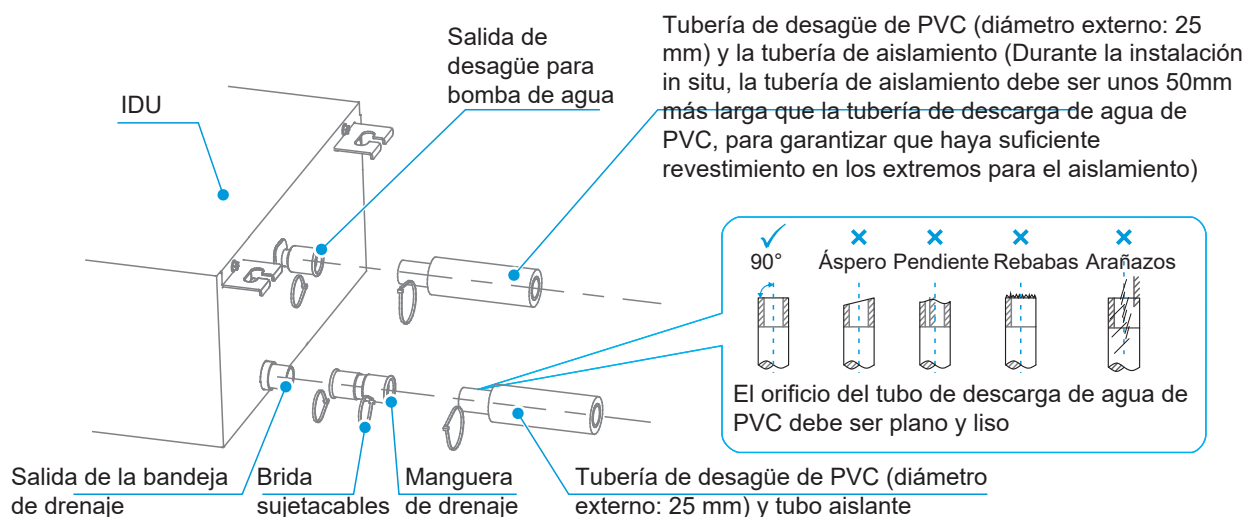 IDU
Salida de
desagüe para
bomba de agua
Tubería de desagüe de PVC (diámetro externo: 25
mm) y la tubería de aislamiento (Durante la instalación
in situ, la tubería de aislamiento debe ser unos 50mm
más larga que la tubería de descarga de agua de
PVC, para garantizar que haya suficiente
revestimiento en los extremos para el aislamiento)
90°
Áspero
Pendiente
Rebabas
Arañazos
El orificio del tubo de descarga de agua de
PVC debe ser plano y liso
Salida de la bandeja
de drenaje
Brida
sujetacables
Manguera
de drenaje
Tubería de desagüe de PVC (diámetro
externo: 25 mm) y tubo aislante